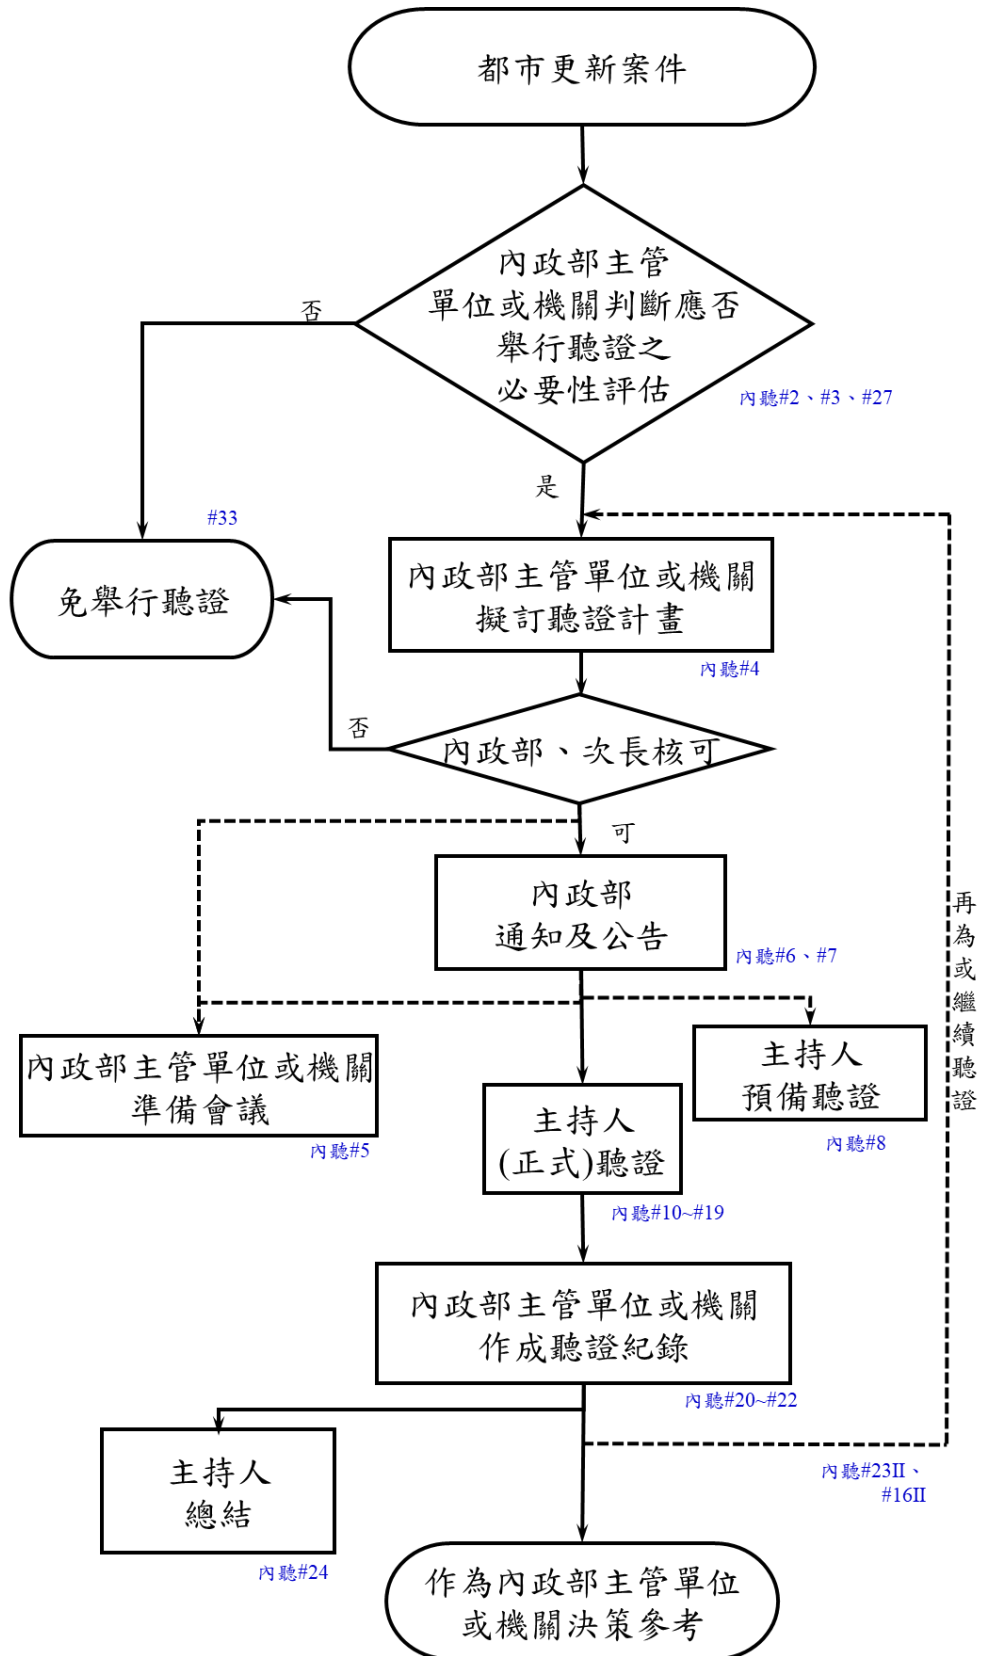 都市更新案件
內政部主管
單位或機關判斷應否
舉行聽證之
必要性評估
內聽#2、#3、#27
否
是
#33
免舉行聽證
內政部主管單位或機關
擬訂聽證計畫
內聽#4
否
內政部、次長核可
可
內政部
通知及公告
內聽#6、#7
再為或繼續聽證
內政部主管單位或機關
準備會議
內聽#5
主持人
預備聽證
內聽#8
主持人
(正式)聽證
內聽#10~#19
內政部主管單位或機關
作成聽證紀錄
內聽#20~#22
主持人
總結
內聽#24
內聽#23II、
#16II
作為內政部主管單位
或機關決策參考